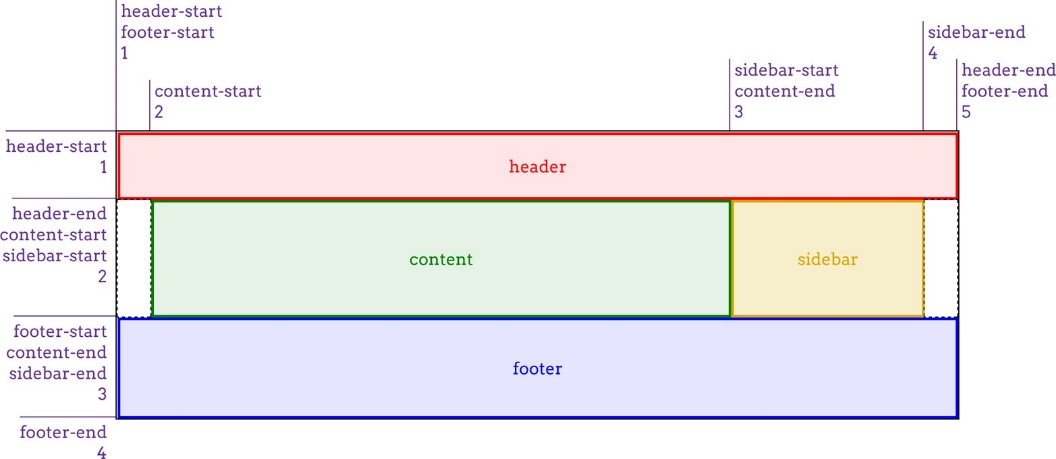 header-start
footer-start
1
content-start
2
sidebar-start
content-end
3
sidebar-end
4
header-end
footer-end
5
header-start
1
header
header-end
content-start
sidebar-start
2
content
sidebar
footer-start
content-end
sidebar-end
3
footer
footer-end
4